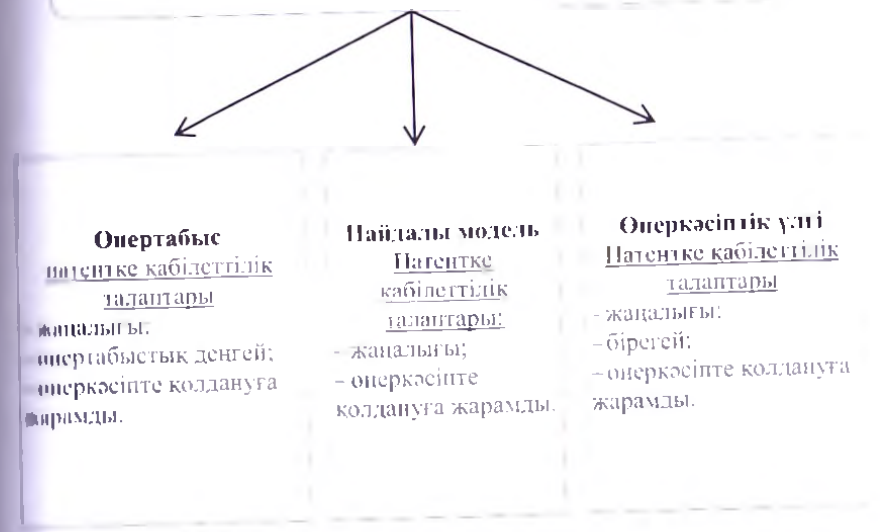 Өнертабыс
патентке қабілеттілік
талаптары
- жаңалығы;
- өнертабыстық деңгей;
- өнеркәсіпте қолдануға
жарамды.
Пайдалы модель
Патентке
қабілеттілік
талаптары:
- жаңалығы;
– өнеркәсіпте
қолдануға жарамды.
Өнеркәсіптік үлгі
Патентке қабілеттілік
талаптары
- жаңалығы:
– бірегей;
– өнеркәсіпте қолдануға
жарамды.